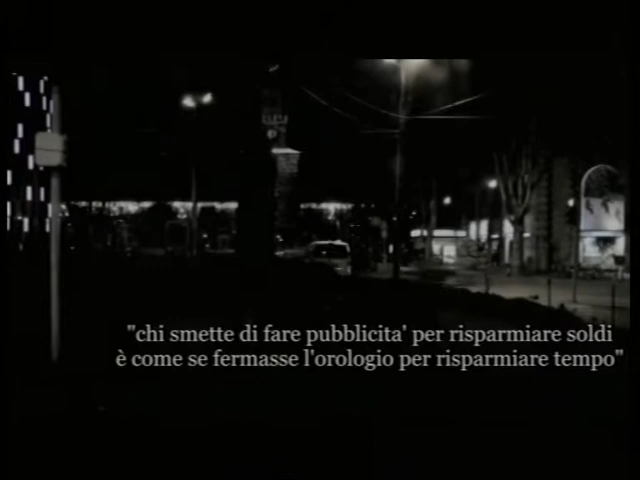 "chi smette di fare pubblicita' per risparmiare soldi
è come se fermasse l'orologio per risparmiare tempo"